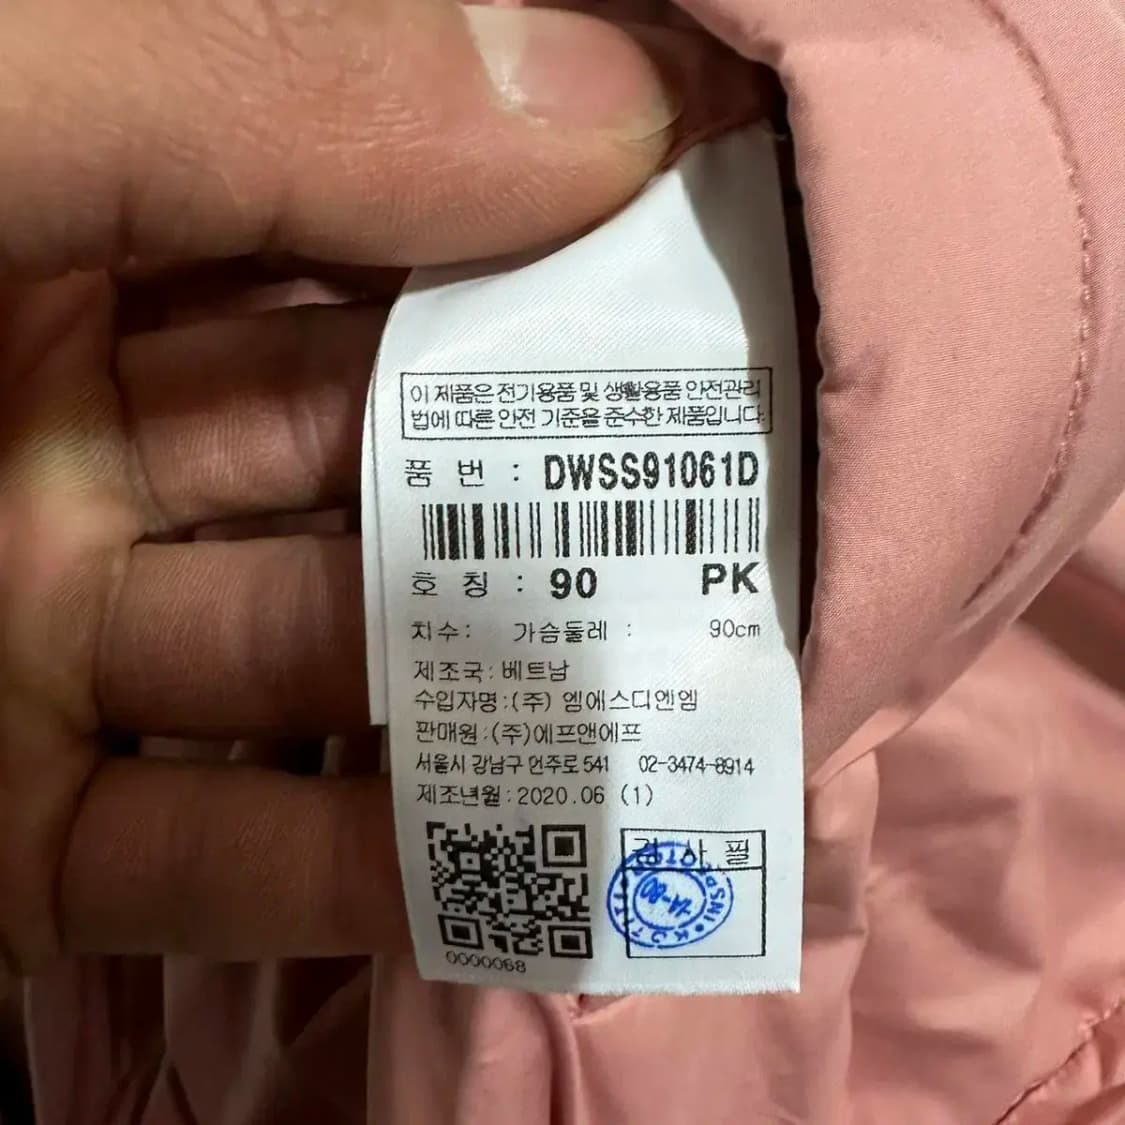 이 제품은 전기용품 및 생활용품 안전관리
법에 따른 안전 기준을 준수한 제품입니다.
품 번 : DWSS91061D
호 칭 : 90 PK
치수: 가슴둘레 : 90cm
제조국: 베트남
수입자명:(주) 엠에스디앤엠
판매원:(주)에프앤에프
서울시 강남구 언주로 541 02-3474-8914
제조년월:2020.06 (1)
검 사 필
0000068